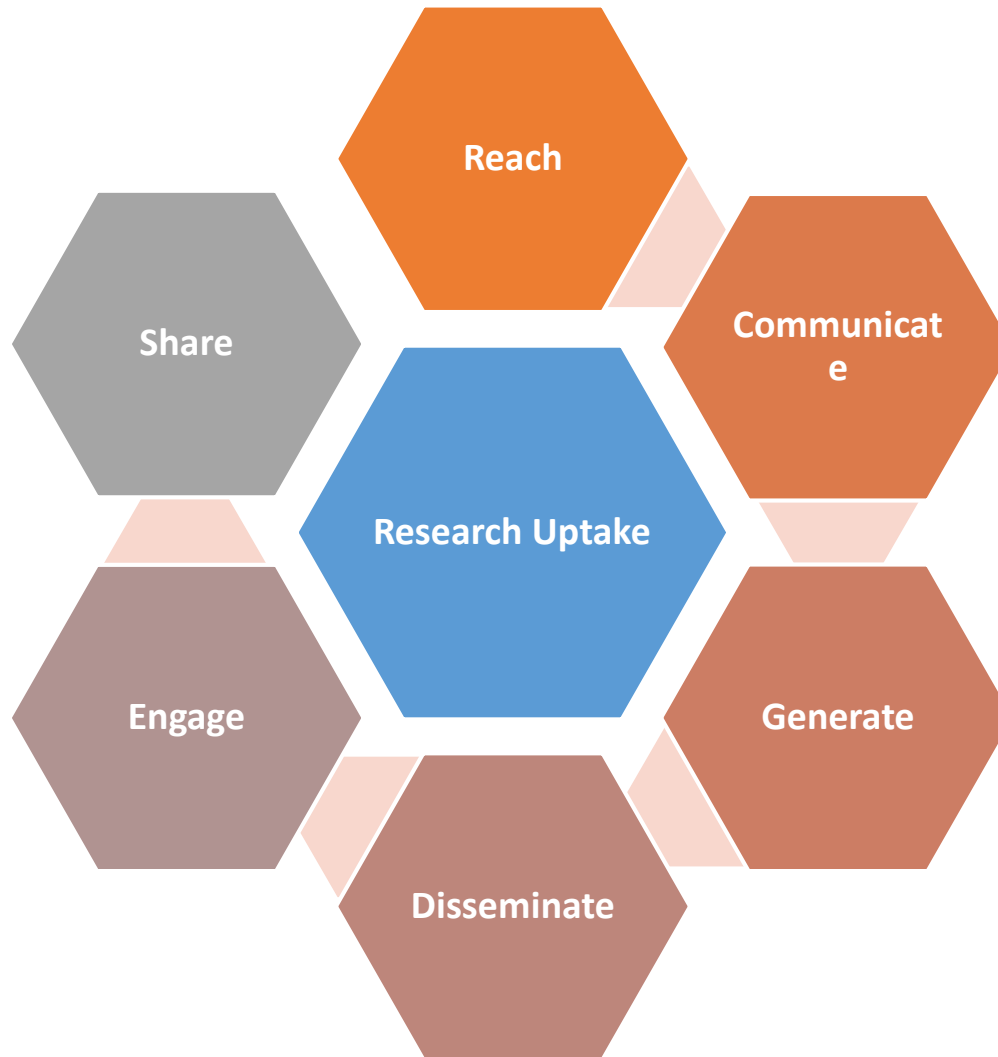 Reach
Share
Communicat
e
Research Uptake
Engage
Generate
Disseminate